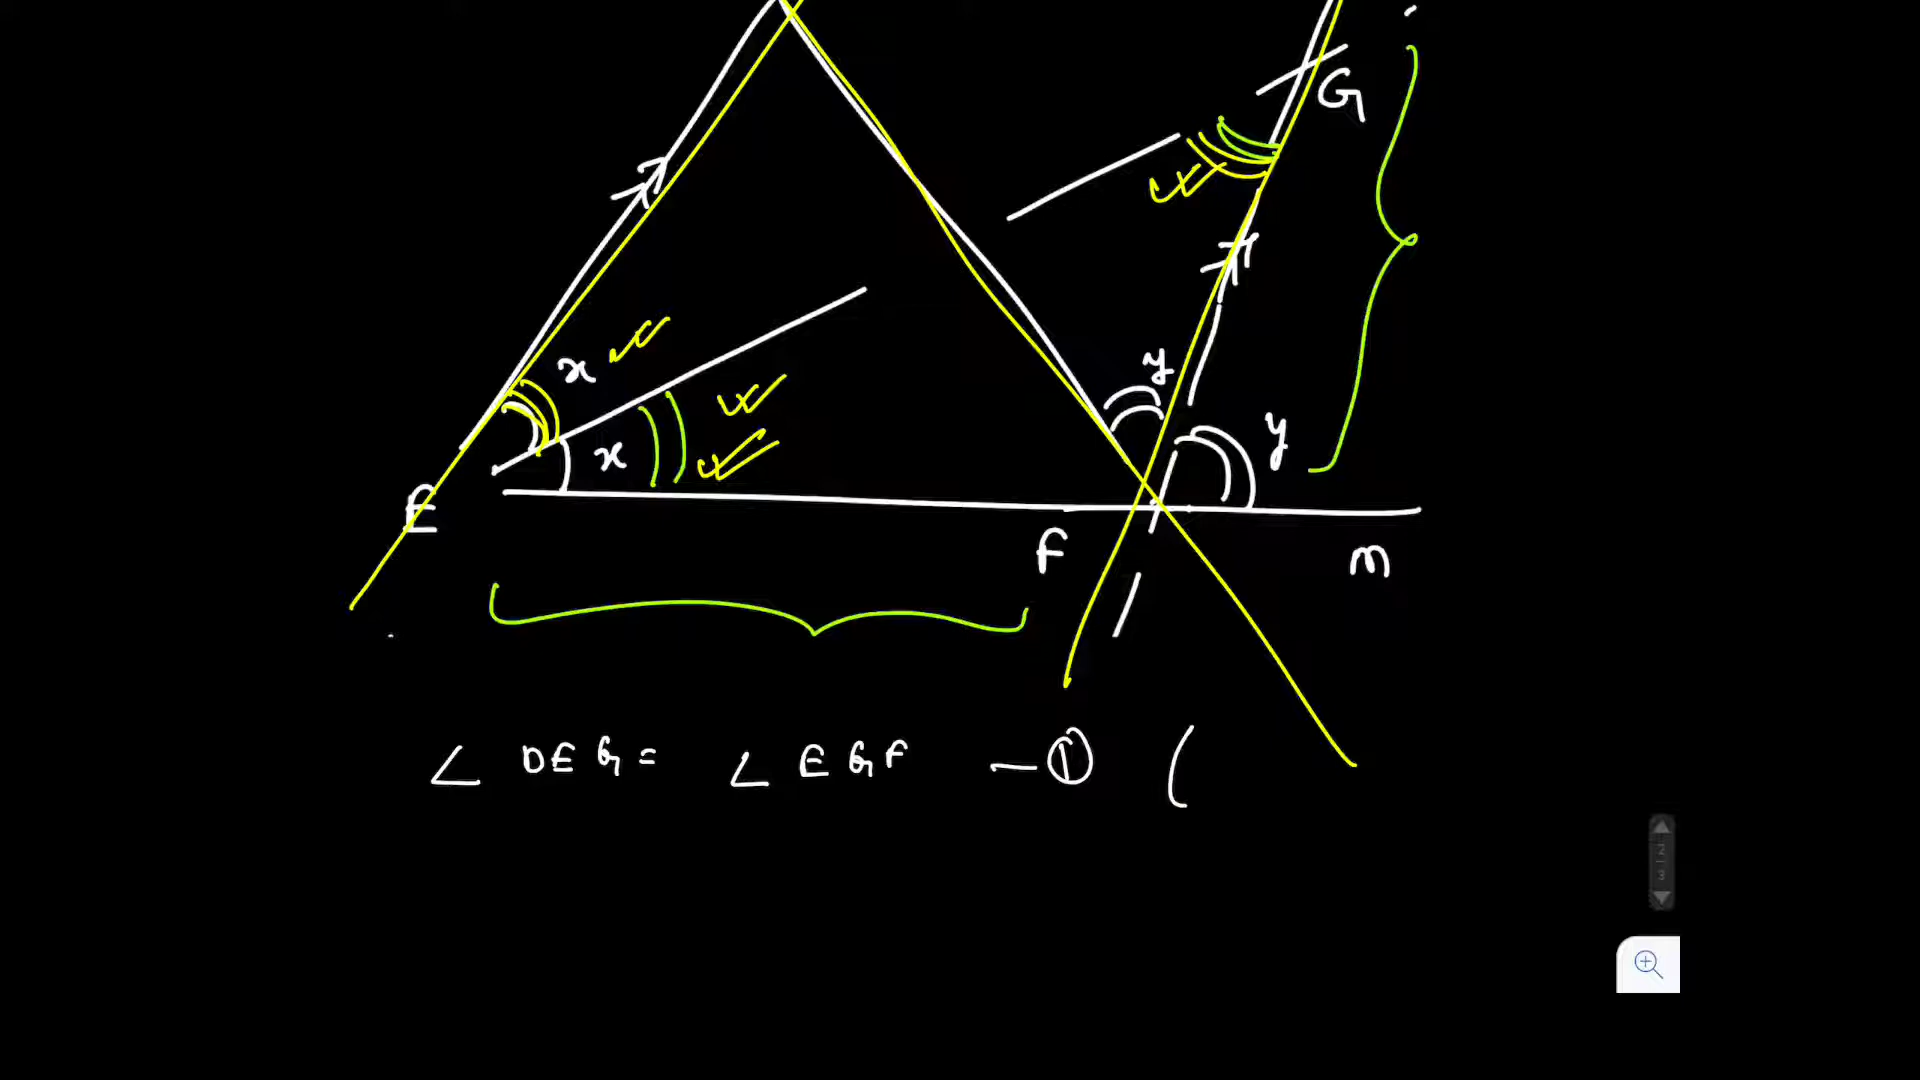 G
x
y
x
y
E
F
m
∠ DEG = ∠ EGF — ① (